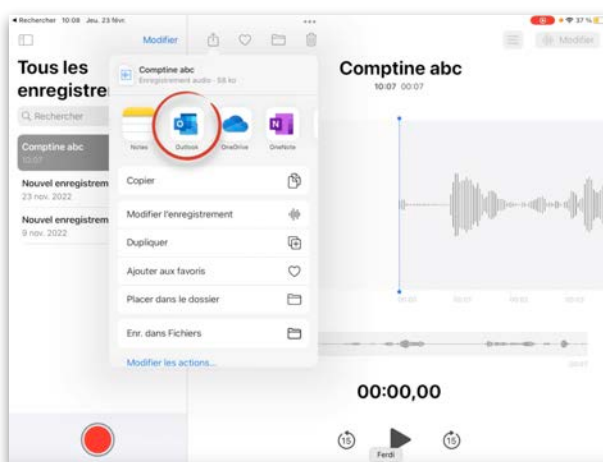 Rechercher 10:08 Jeu. 23 févr.
37 %
Modifier
Modifier
Tous les
enregistre
Rechercher
Comptine abc
10:07
Nouvel enregistrem
23 nov. 2022
Nouvel enregistrem
9 nov. 2022
Comptine abc
Enregistrement audio · 58 ko
Notes
Outlook
OneDrive
OneNote
Copier
Modifier l'enregistrement
Dupliquer
Ajouter aux favoris
Placer dans le dossier
Enr. dans Fichiers
Modifier les actions...
Comptine abc
10:07 00:07
00:00,00
15
15
Ferdi